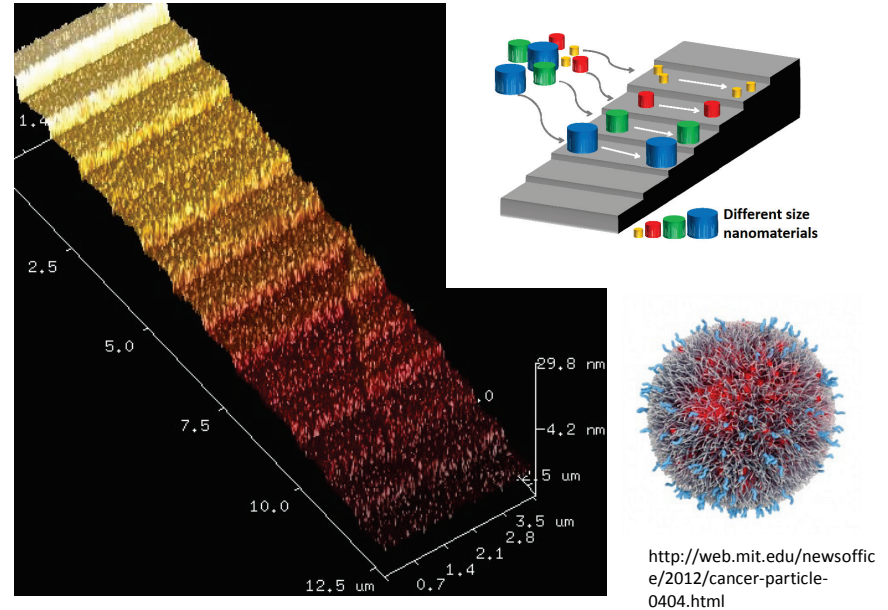 1.4
2.5
5.0
7.5
10.0
12.5 um
0.7
1.4
2.1
2.8
3.5 um
29.8 nm
-4.2 nm
.0
2.5 um
Different size
nanomaterials
http://web.mit.edu/newsoffic
e/2012/cancer-particle-
0404.html